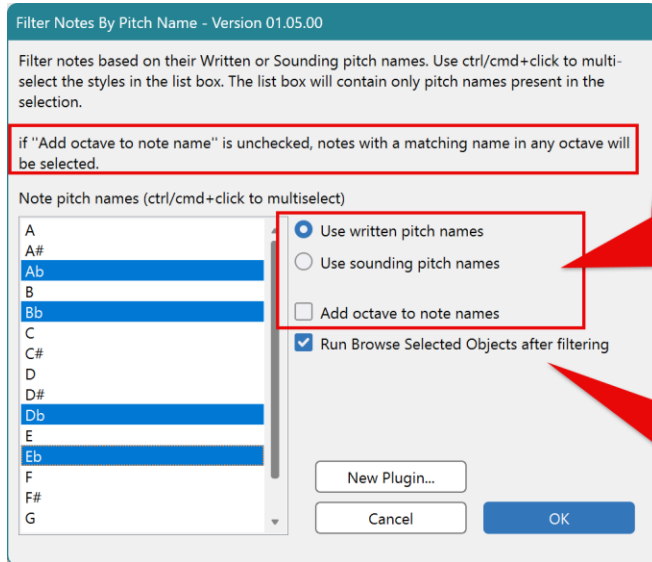 Filter Notes By Pitch Name - Version 01.05.00
Filter notes based on their Written or Sounding pitch names. Use ctrl/cmd+click to multi-
select the styles in the list box. The list box will contain only pitch names present in the
selection.
if "Add octave to note name" is unchecked, notes with a matching name in any octave will
be selected.
Note pitch names (ctrl/cmd+click to multiselect)
A
A#
Ab
B
Bb
C
C#
D
D#
Db
E
Eb
F
F#
G
Use written pitch names
Use sounding pitch names
Add octave to note names
Run Browse Selected Objects after filtering
New Plugin...
Cancel
OK